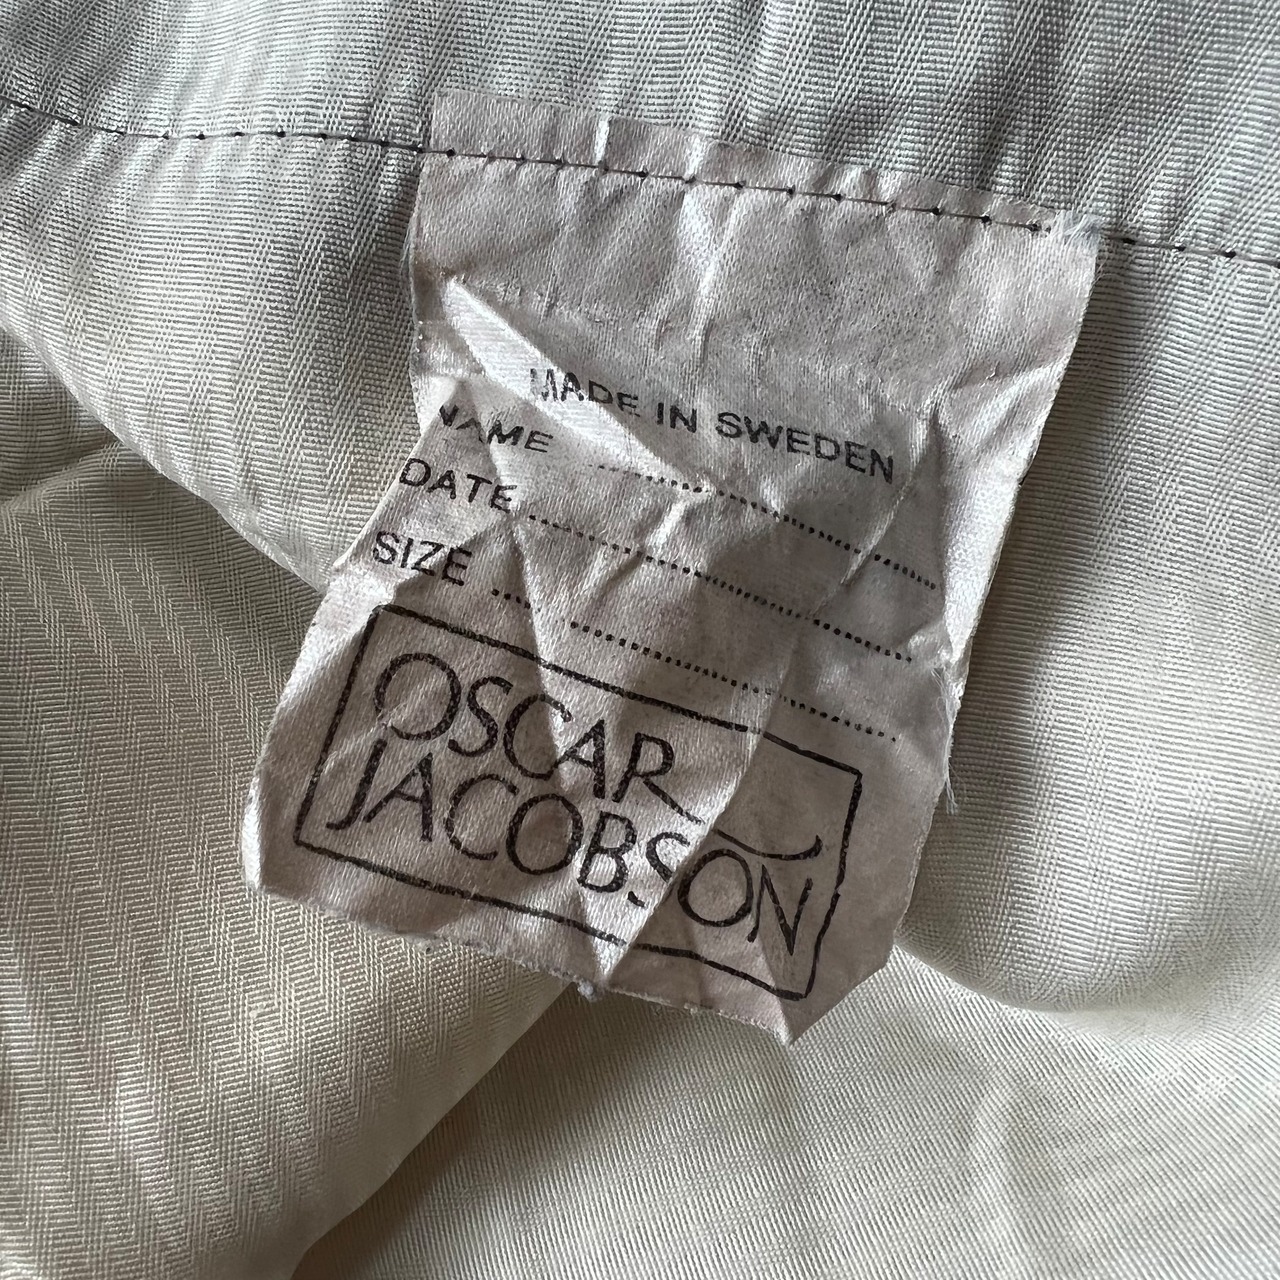 MADE IN SWEDEN
NAME ..............................
DATE ..............................
SIZE ..............................
OSCAR
JACOBSON